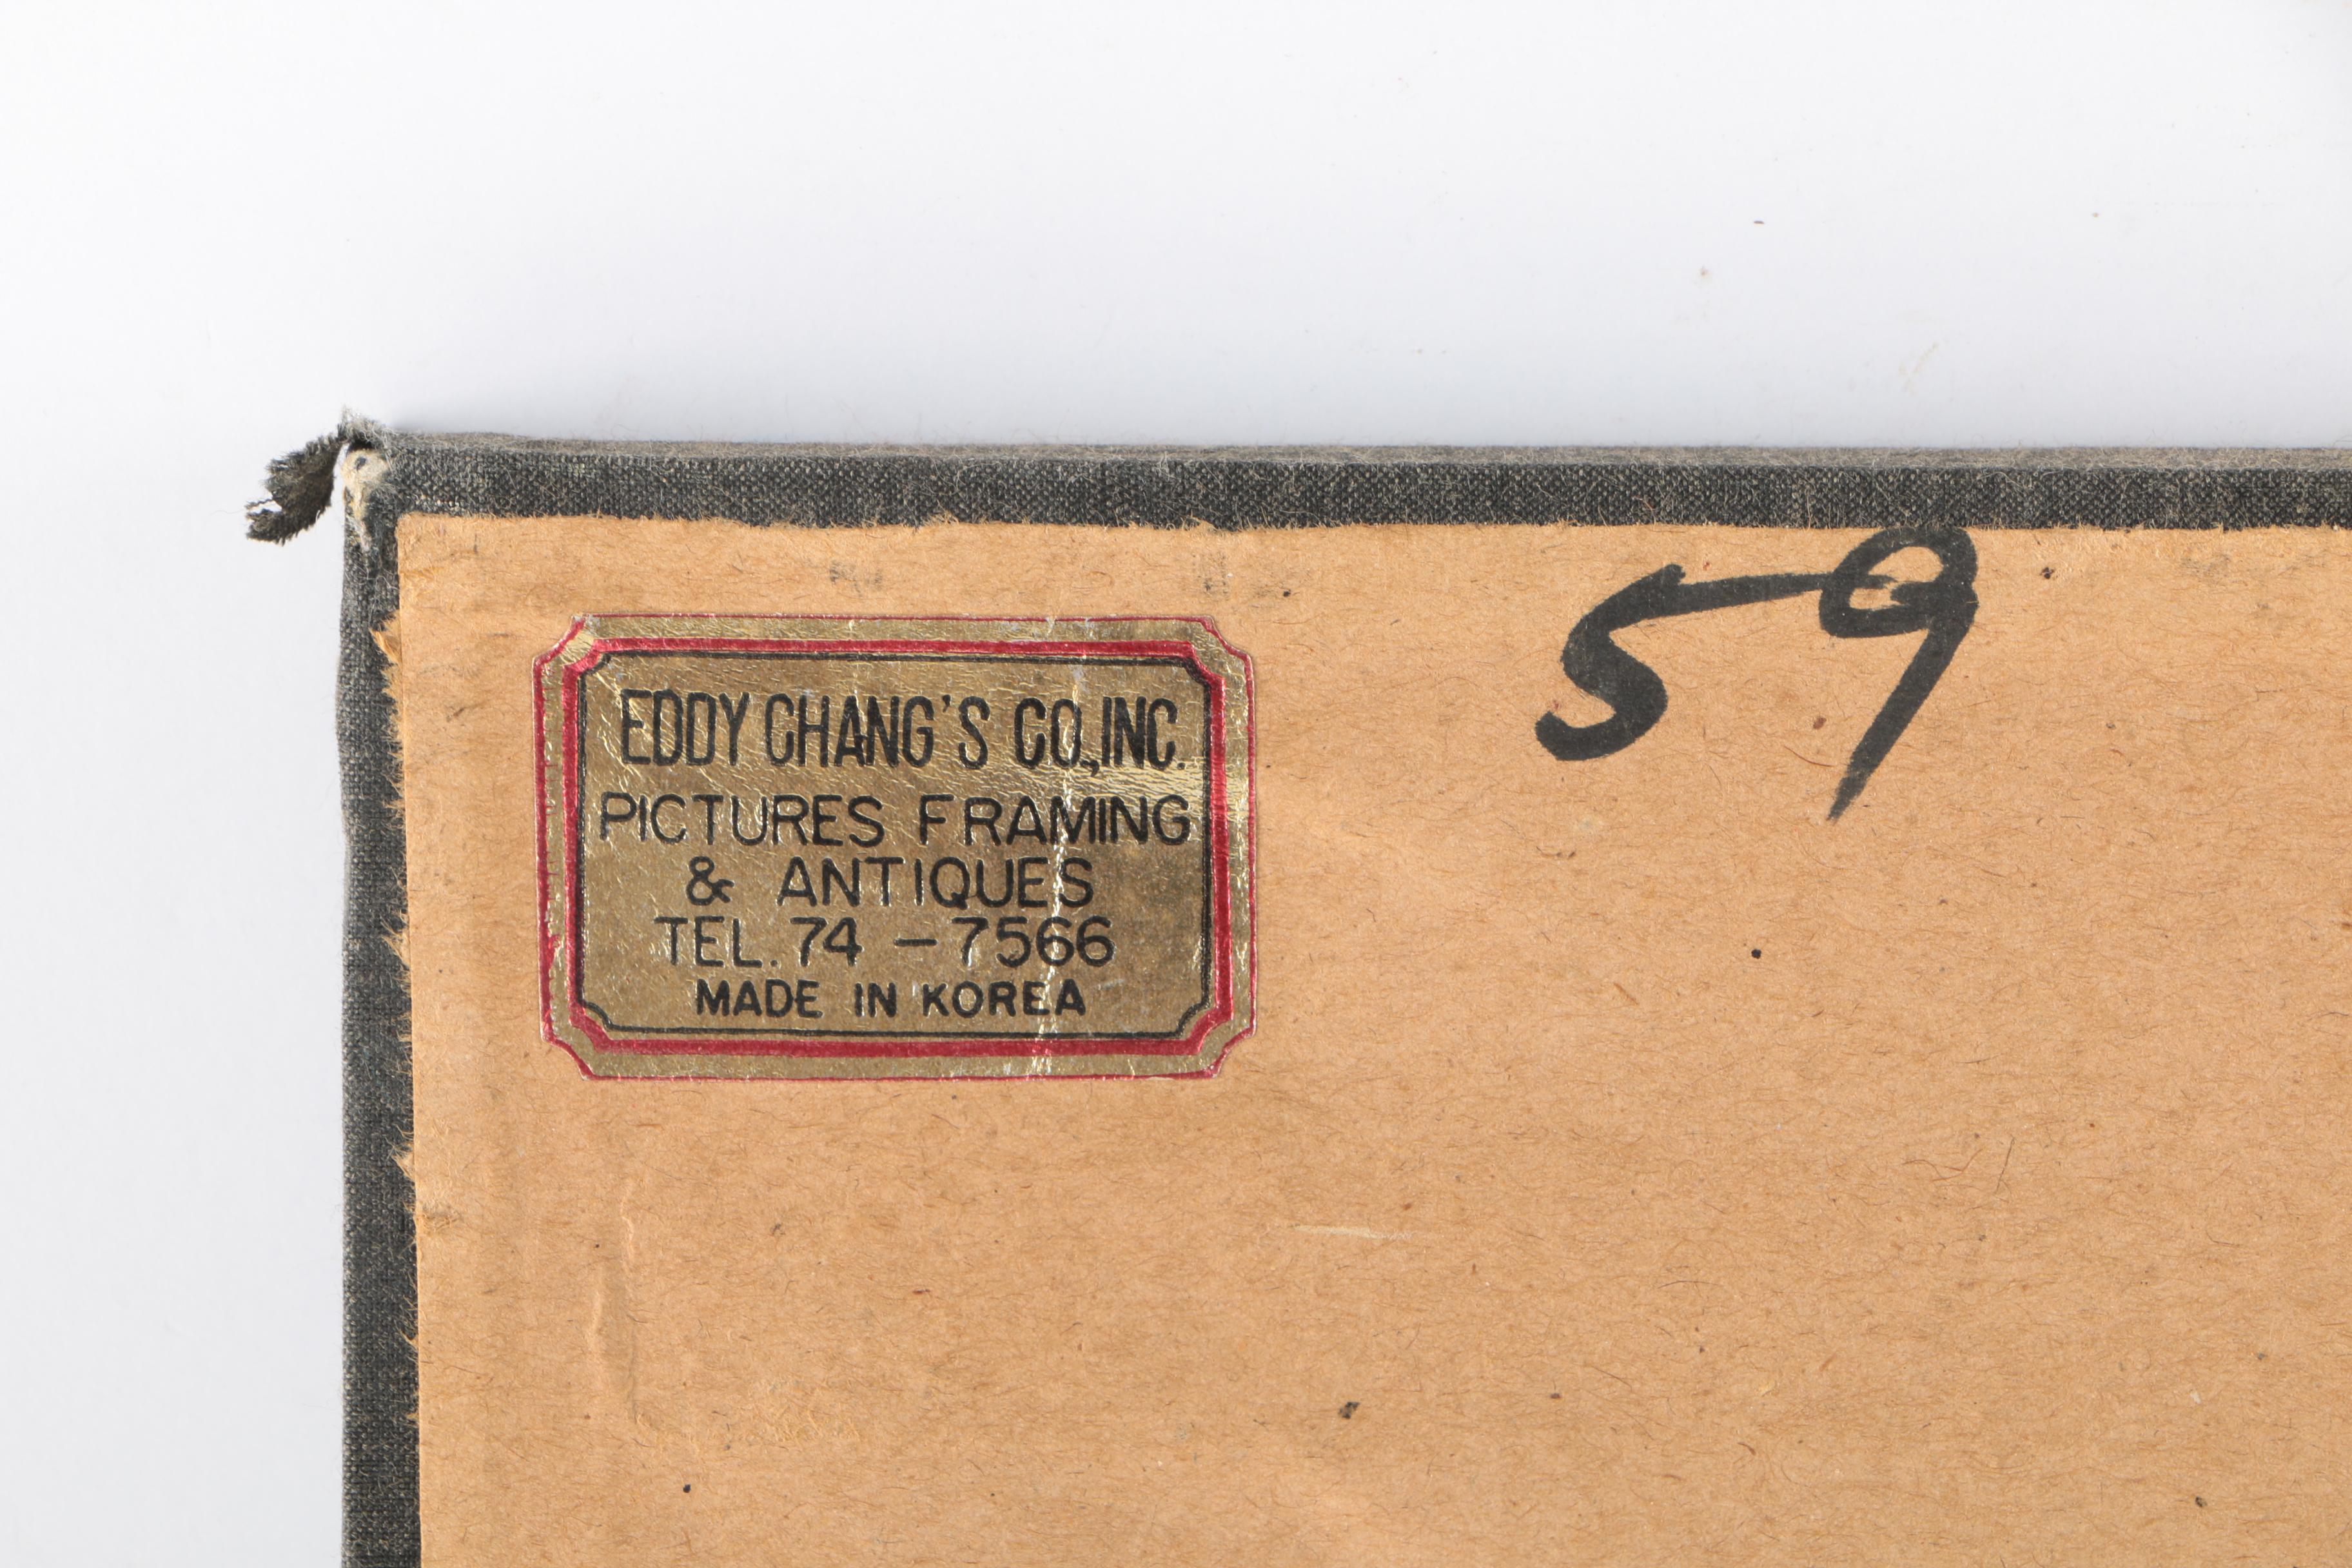 EDDY CHANG'S CO.,INC.
PICTURES FRAMING
& ANTIQUES
TEL. 74 - 7566
MADE IN KOREA
59